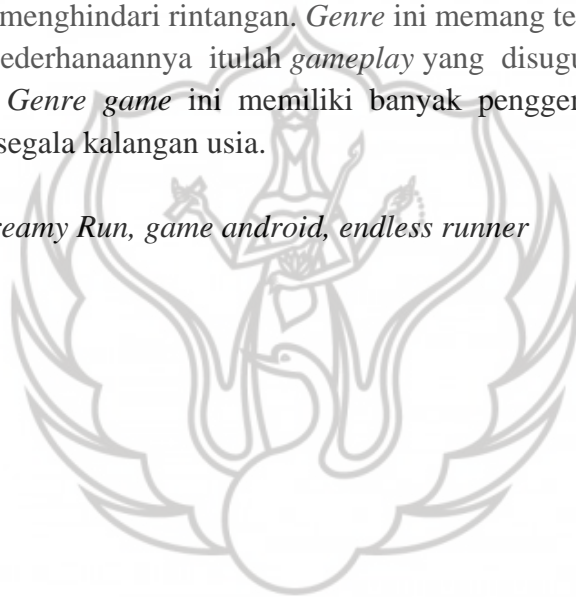 menghindari rintangan. Genre ini memang te
ederhanaannya itulah gameplay yang disugu
Genre game ini memiliki banyak pengger
segala kalangan usia.
reamy Run, game android, endless runner